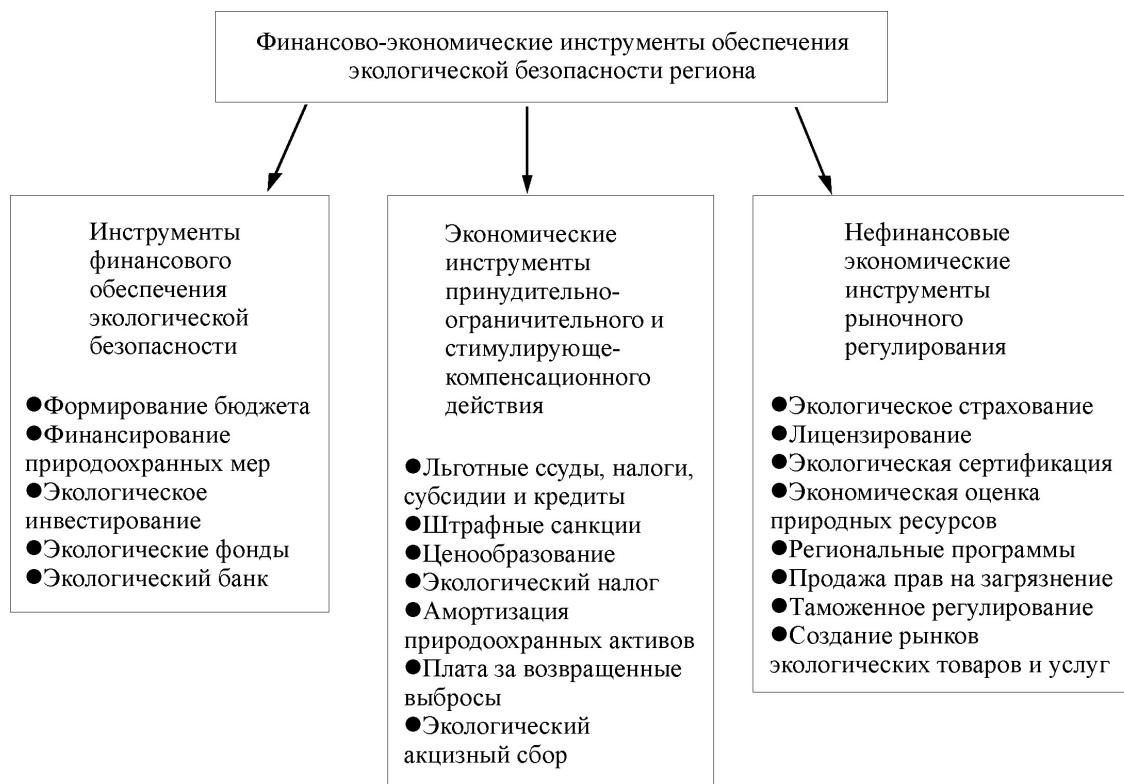 Финансово-экономические инструменты обеспечения
экологической безопасности региона
Инструменты
финансового
обеспечения
экологической
безопасности
●Формирование бюджета
●Финансирование
природоохранных мер
●Экологическое
инвестирование
●Экологические фонды
●Экологический банк
Экономические
инструменты
принудительно-
ограничительного и
стимулирующе-
компенсационного
действия
●Льготные ссуды, налоги,
субсидии и кредиты
●Штрафные санкции
●Ценообразование
●Экологический налог
●Амортизация
природоохранных активов
●Плата за возвращенные
выбросы
●Экологический
акцизный сбор
Нефинансовые
экономические
инструменты
рыночного
регулирования
●Экологическое страхование
●Лицензирование
●Экологическая сертификация
●Экономическая оценка
природных ресурсов
●Региональные программы
●Продажа прав на загрязнение
●Таможенное регулирование
●Создание рынков
экологических товаров и услуг